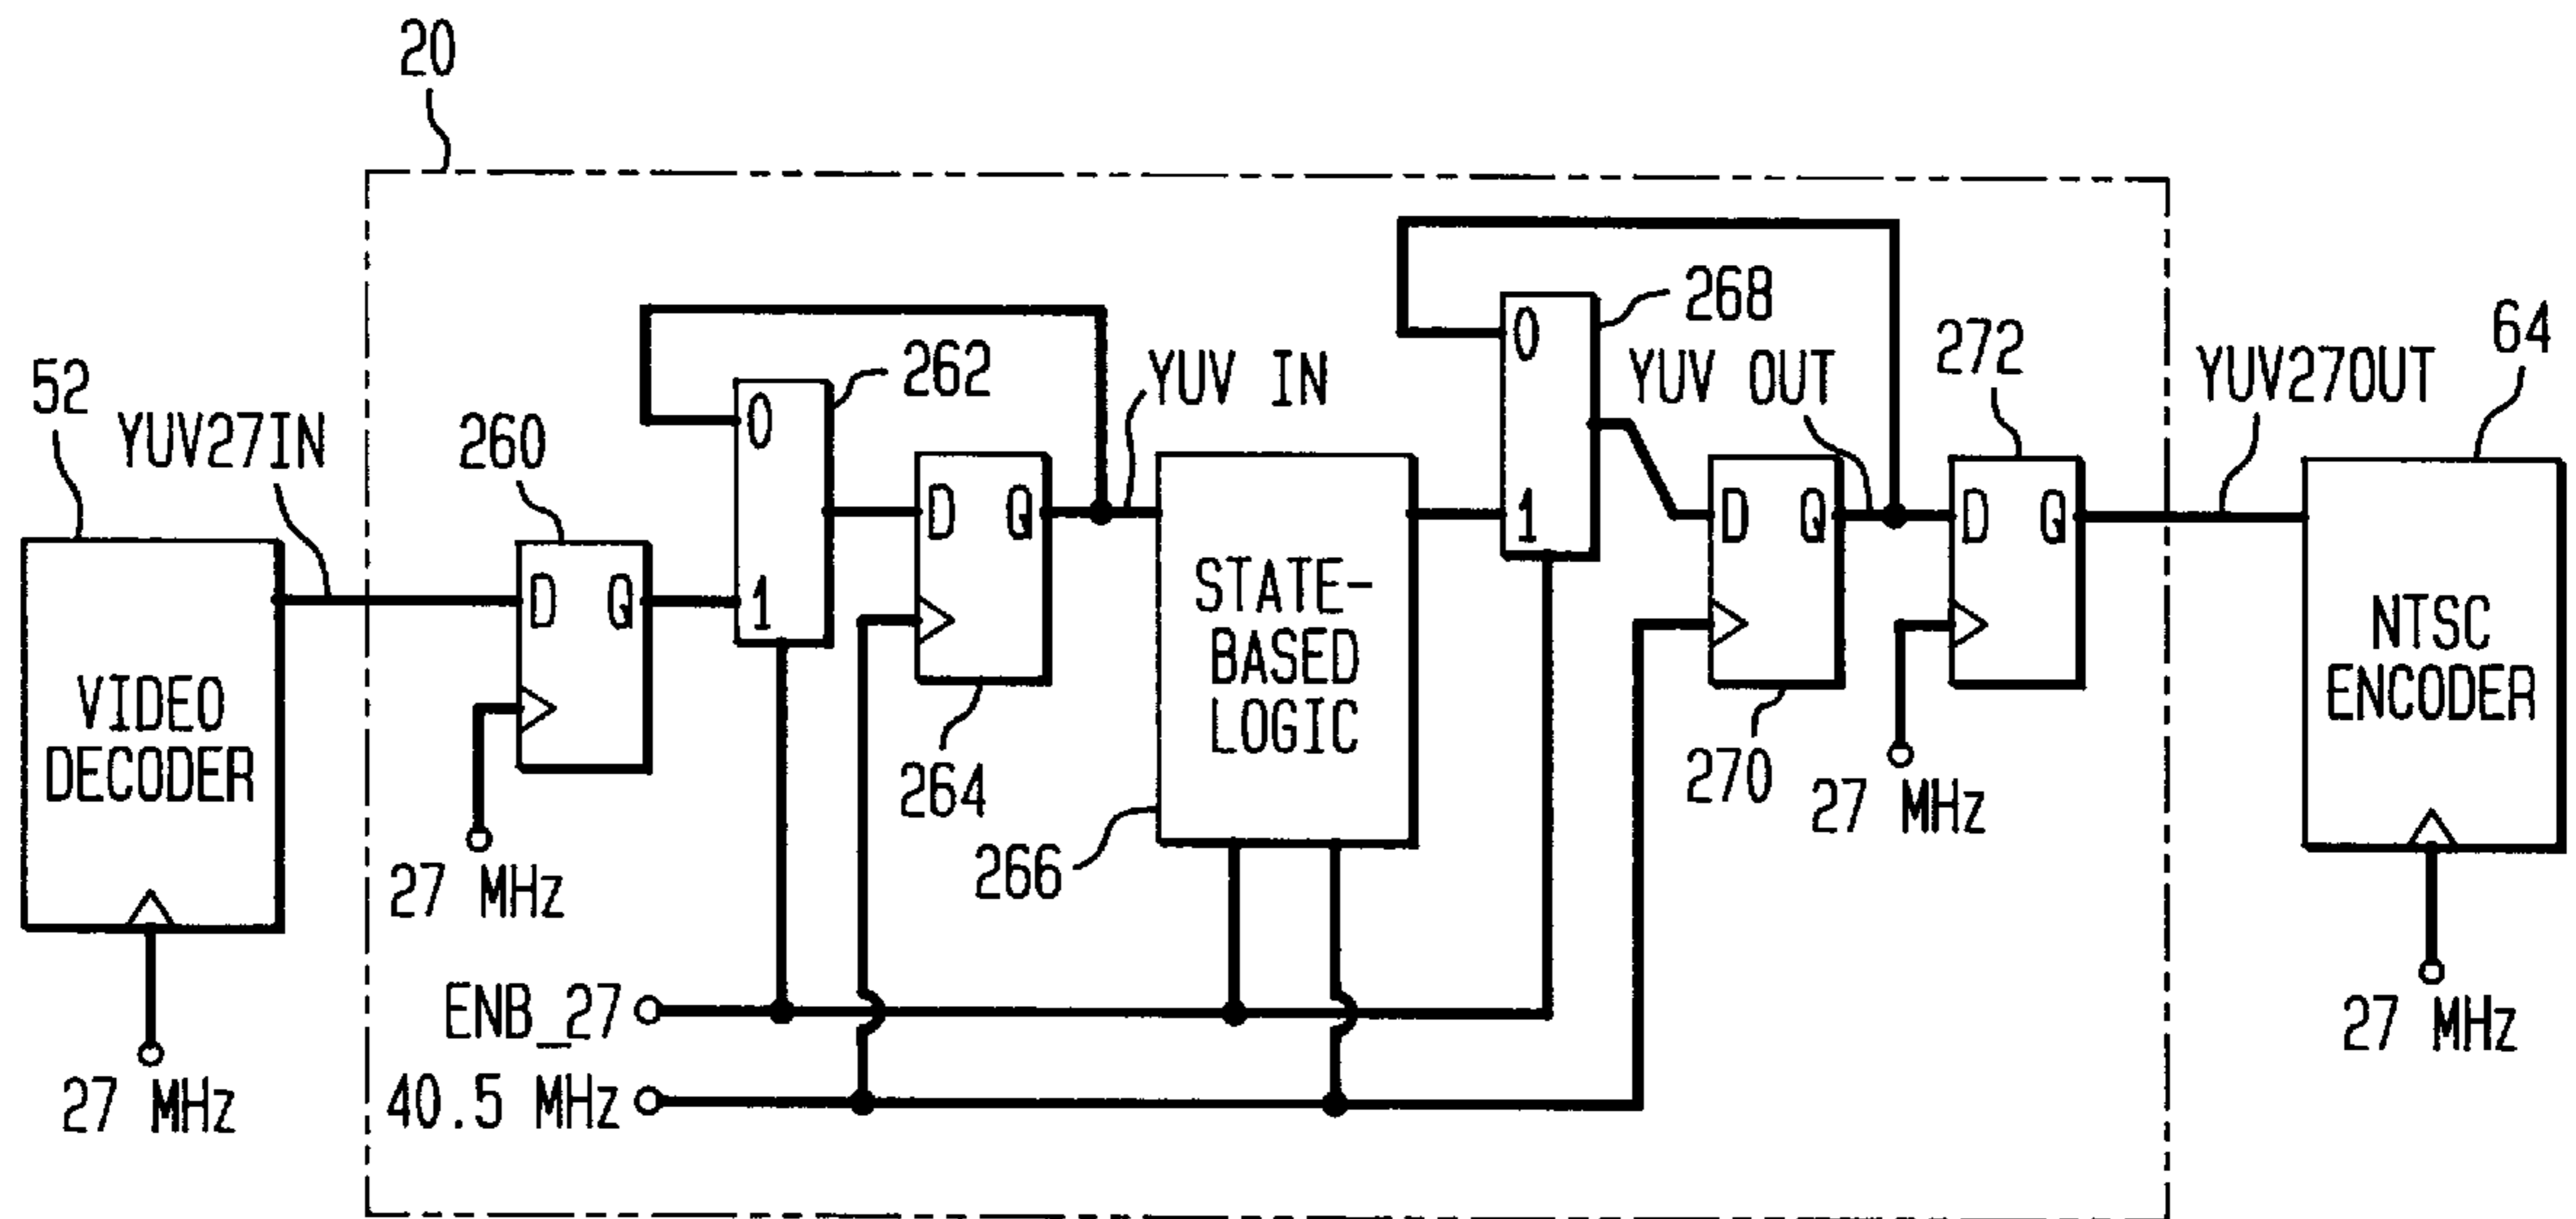 20
52
YUV27IN
260
0
1
262
D Q
YUV IN
268
0
1
YUV OUT
272
YUV27OUT
64
VIDEO
DECODER
D Q
264
STATE-
BASED
LOGIC
266
D Q
270
D Q
NTSC
ENCODER
27 MHz
27 MHz
27 MHz
27 MHz
ENB_27
40.5 MHz